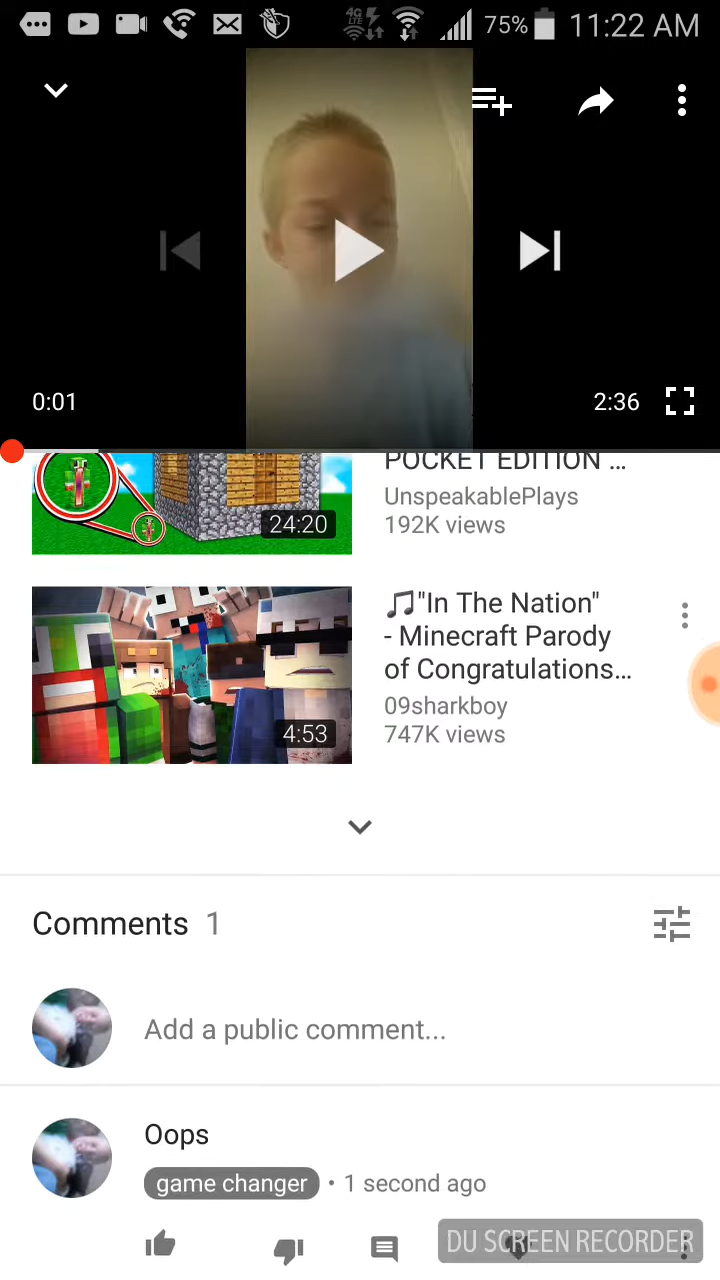 4G
LTE
75%
11:22 AM
0:01
2:36
POCKET EDITION ...
24:20
UnspeakablePlays
192K views
🎵"In The Nation"
- Minecraft Parody
of Congratulations...
4:53
09sharkboy
747K views
Comments 1
Add a public comment...
Oops
game changer • 1 second ago
DU SCREEN RECORDER